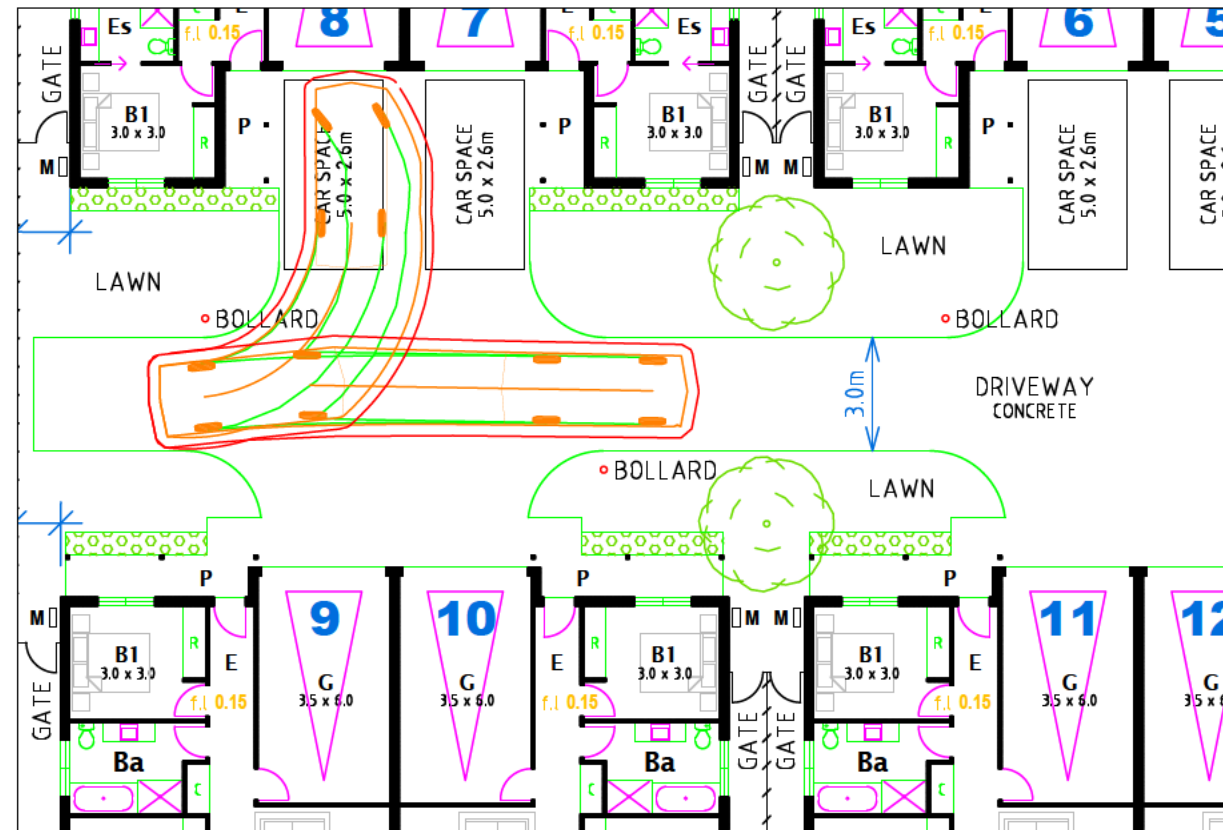 8
7
6
5
Es
E
f.l 0.15
f.l 0.15
Es
Es
f.l 0.15
f.l 0.15
GATE
GATE
GATE
B1
3.0 x 3.0
R
P
CAR SPACE
5.0 x 2.6m
CAR SPACE
5.0 x 2.6m
P
R
B1
3.0 x 3.0
B1
3.0 x 3.0
R
P
CAR SPACE
5.0 x 2.6m
CAR SPACE
M
M
M
LAWN
LAWN
BOLLARD
BOLLARD
3.0m
DRIVEWAY
CONCRETE
BOLLARD
LAWN
P
P
P
M
M
M
9
10
11
12
B1
3.0 x 3.0
R
E
f.l 0.15
G
3.5 x 6.0
G
3.5 x 6.0
E
f.l 0.15
R
B1
3.0 x 3.0
B1
3.0 x 3.0
R
E
f.l 0.15
G
3.5 x 6.0
G
GATE
GATE
GATE
Ba
Ba
Ba